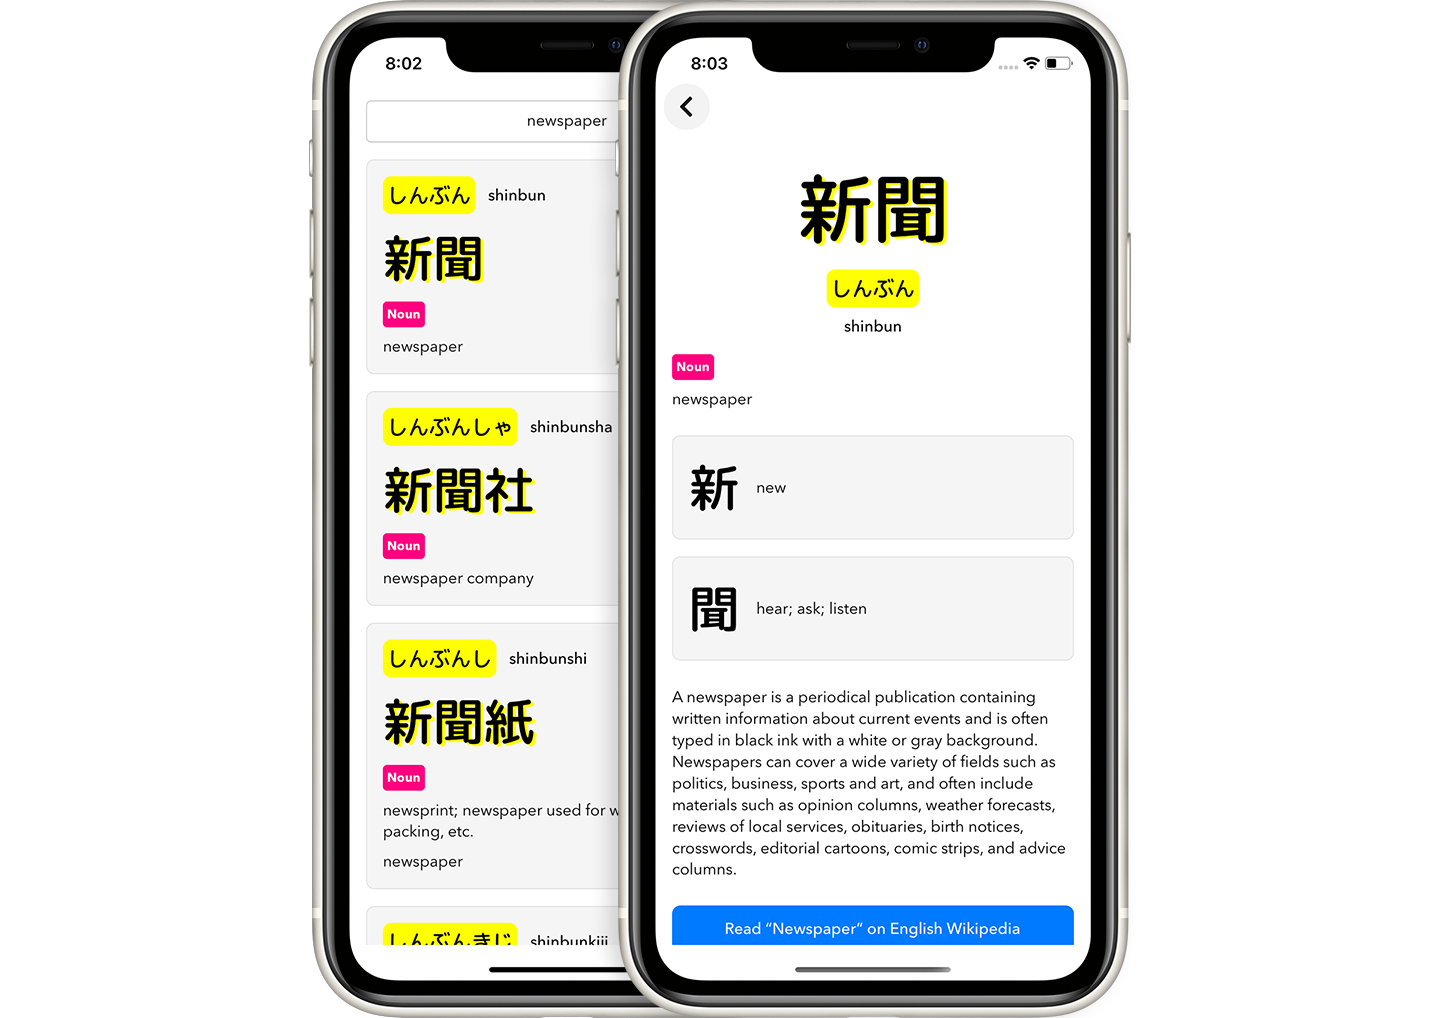 8:02
newspaper
しんぶん shinbun
新聞
Noun
newspaper
しんぶんしゃ shinbunsha
新聞社
Noun
newspaper company
しんぶんし shinbunshi
新聞紙
Noun
newsprint; newspaper used for
packing, etc.
newspaper
しんぶんきじ shinbunkiji
8:03
新聞
しんぶん
shinbun
Noun
newspaper
新 new
聞 hear; ask; listen
A newspaper is a periodical publication containing
written information about current events and is often
typed in black ink with a white or gray background.
Newspapers can cover a wide variety of fields such as
politics, business, sports and art, and often include
materials such as opinion columns, weather forecasts,
reviews of local services, obituaries, birth notices,
crosswords, editorial cartoons, comic strips, and advice
columns.
Read “Newspaper” on English Wikipedia